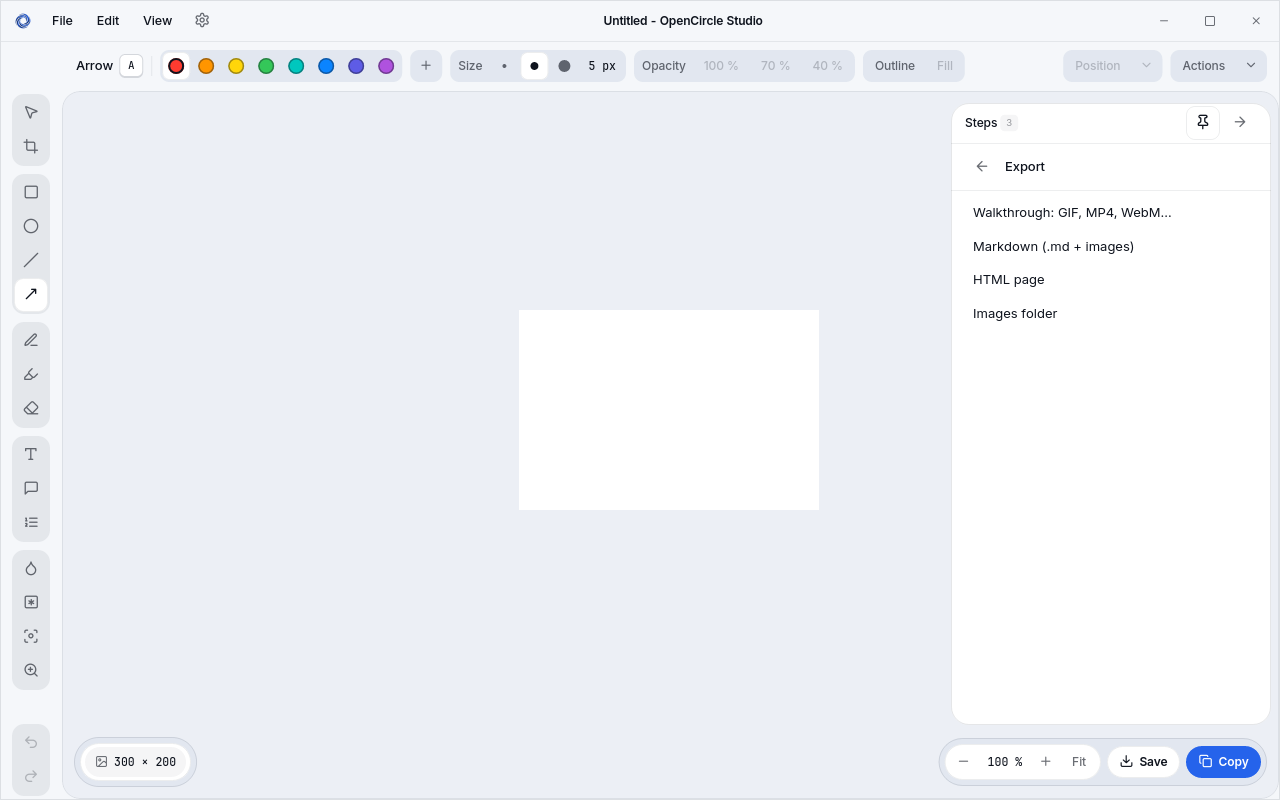 File Edit View
Untitled - OpenCircle Studio
Arrow A
Size 5 px
Opacity 100 % 70 % 40 %
Outline Fill
Position
Actions
Steps 3
Export
Walkthrough: GIF, MP4, WebM...
Markdown (.md + images)
HTML page
Images folder
300 × 200
100 % Fit
Save
Copy